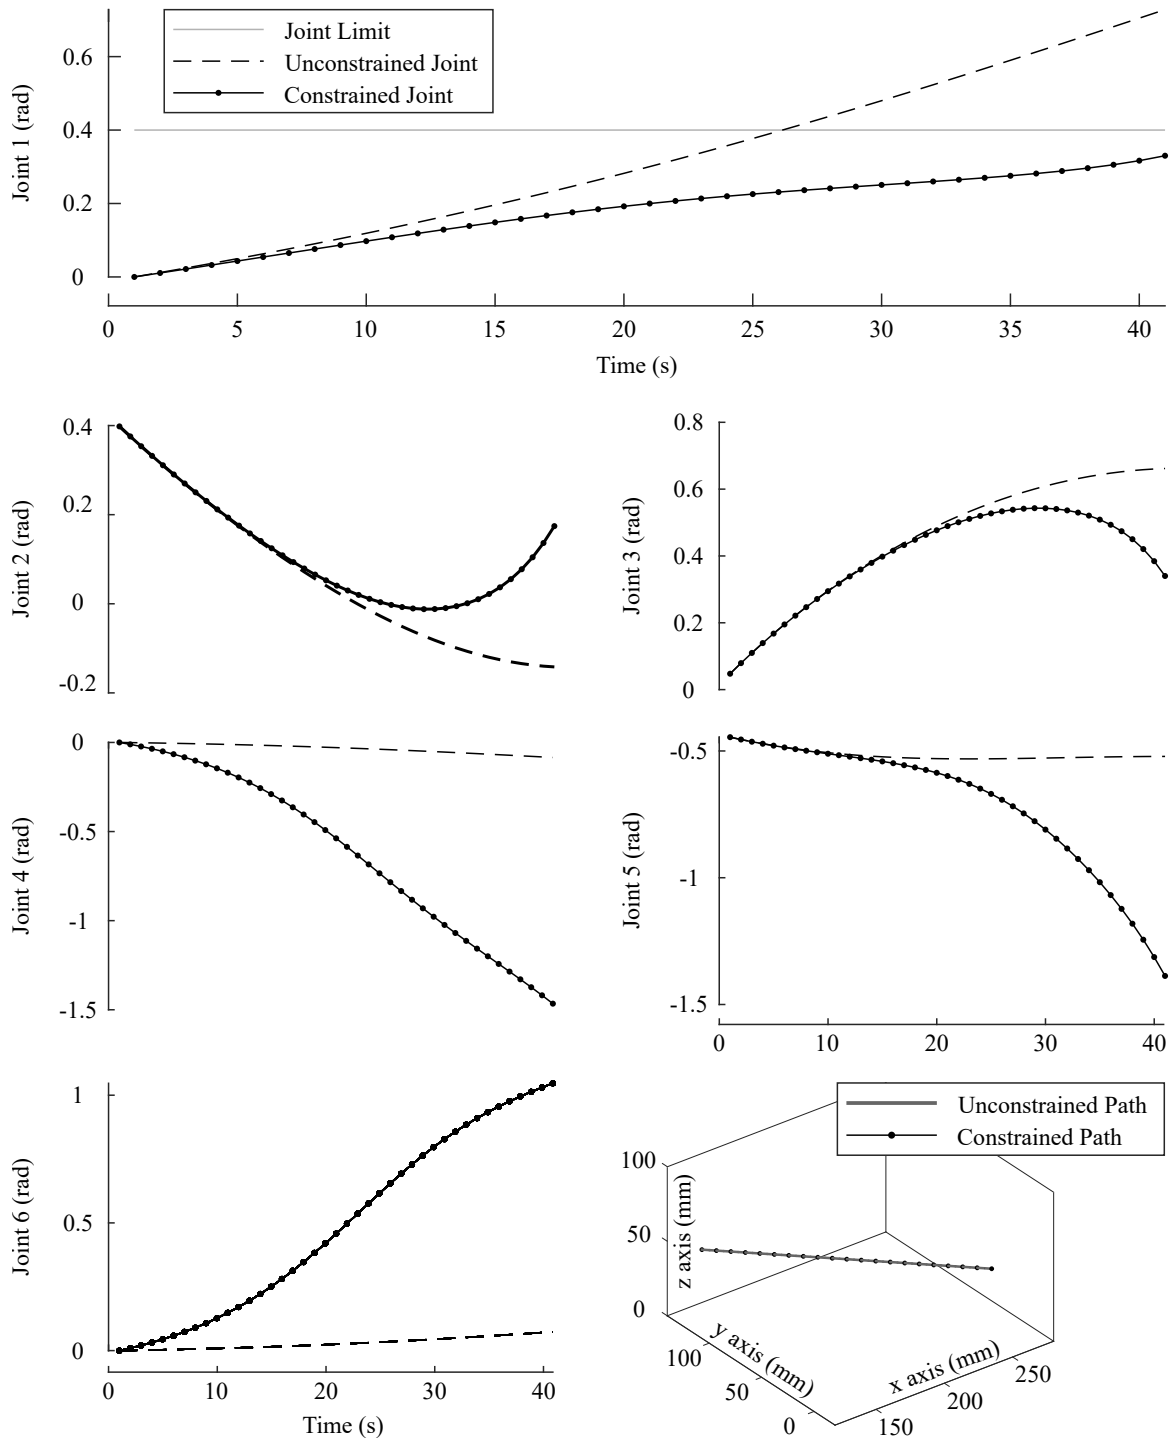 Joint Limit
Unconstrained Joint
Constrained Joint
Joint 1 (rad)
0.6
0.4
0.2
0
0 5 10 15 20 25 30 35 40
Time (s)
Joint 2 (rad)
0.4
0.2
0
-0.2
Joint 3 (rad)
0.8
0.6
0.4
0.2
0
Joint 4 (rad)
0
-0.5
-1
-1.5
Joint 5 (rad)
-0.5
-1
-1.5
0 10 20 30 40
Joint 6 (rad)
1
0.5
0
0 10 20 30 40
Time (s)
Unconstrained Path
Constrained Path
z axis (mm)
100
50
0
y axis (mm)
100
50
0
x axis (mm)
150
200
250